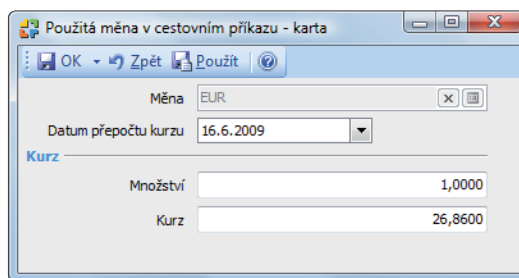 Použitá měna v cestovním příkazu - karta
OK Zpět Použít
Měna EUR
Datum přepočtu kurzu 16.6.2009
Kurz
Množství 1,0000
Kurz 26,8600